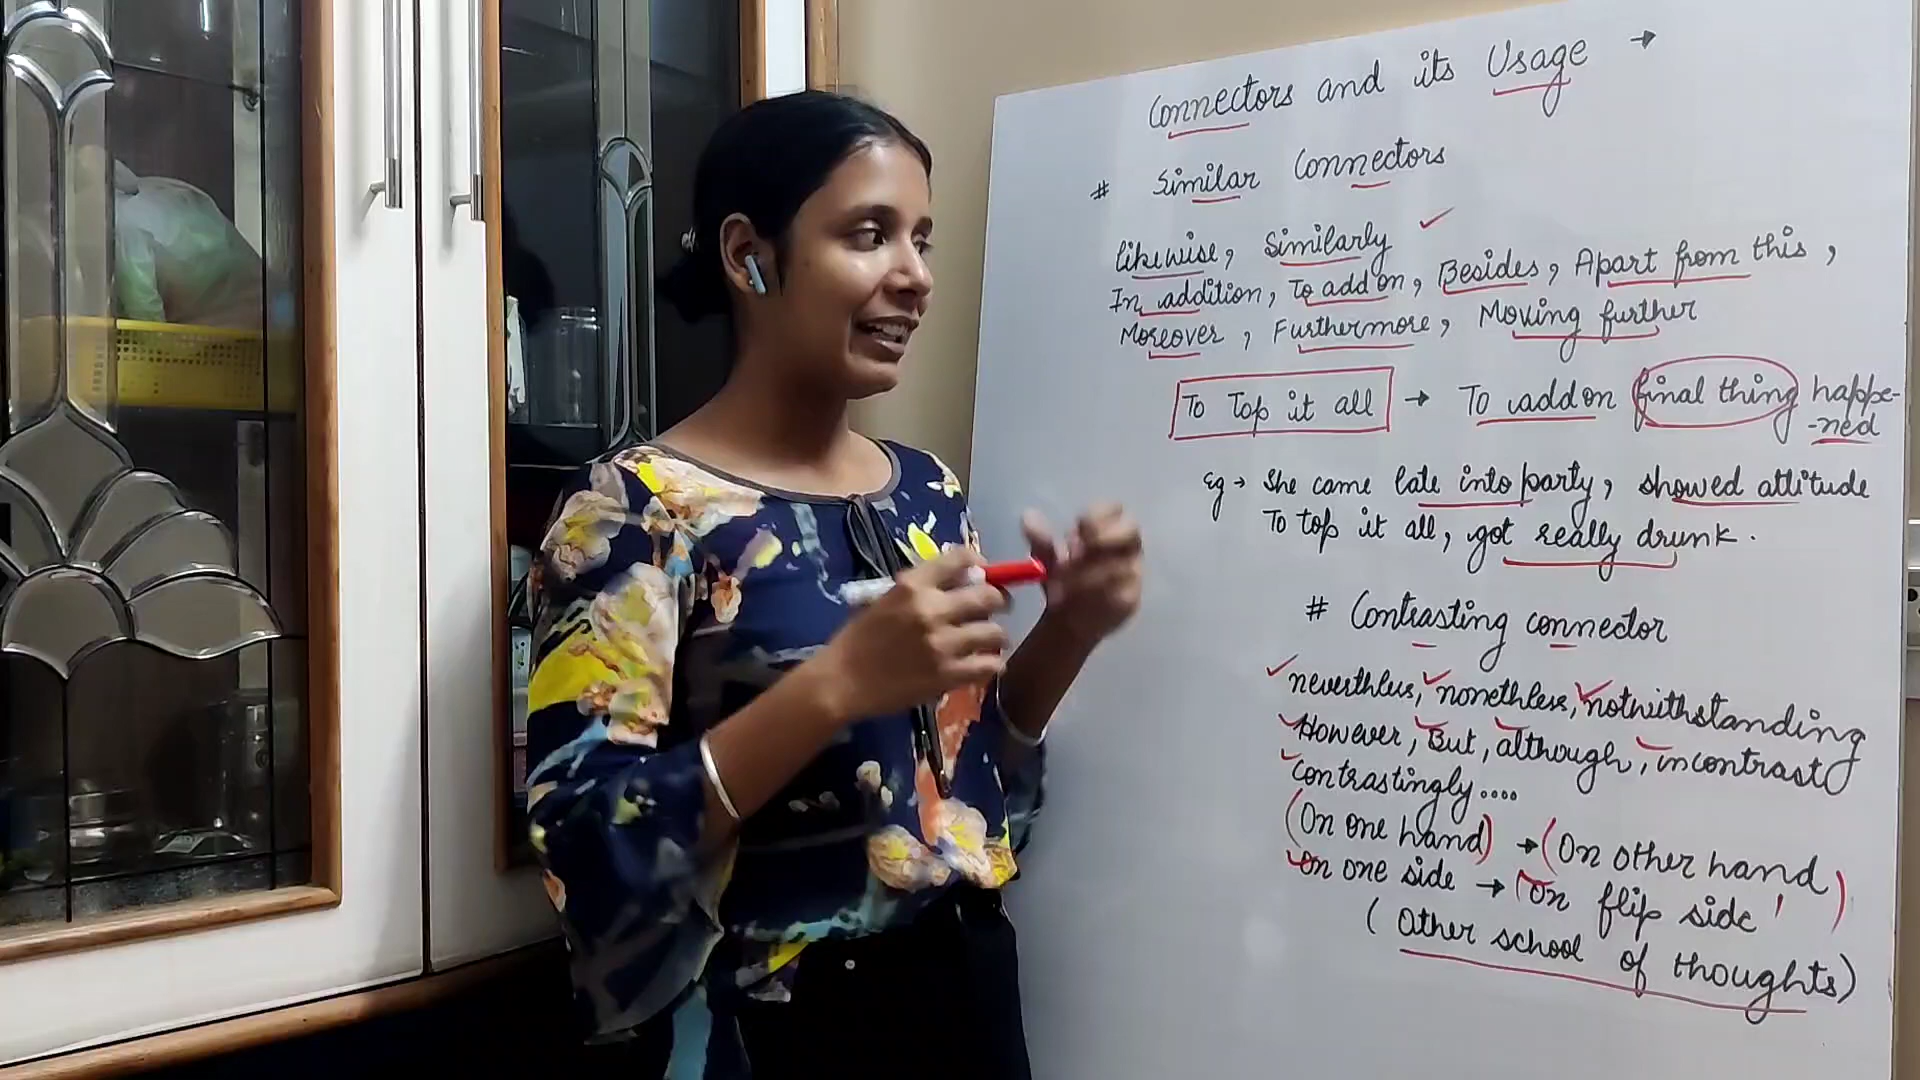 Connectors and its Usage →
# Similar Connectors
likewise, Similarly
In addition, To add on, Besides, Apart from this,
Moreover, Furthermore, Moving further
To Top it all → To add on final thing happe-
-ned
Eg → She came late into party, showed attitude
To top it all, got really drunk.
# Contrasting connector
neverthless, nonethless, notwithstanding
However, But, although, incontrast
contrastingly....
(On one hand) → (On other hand)
On one side → 'On flip side'
(Other school of thoughts)